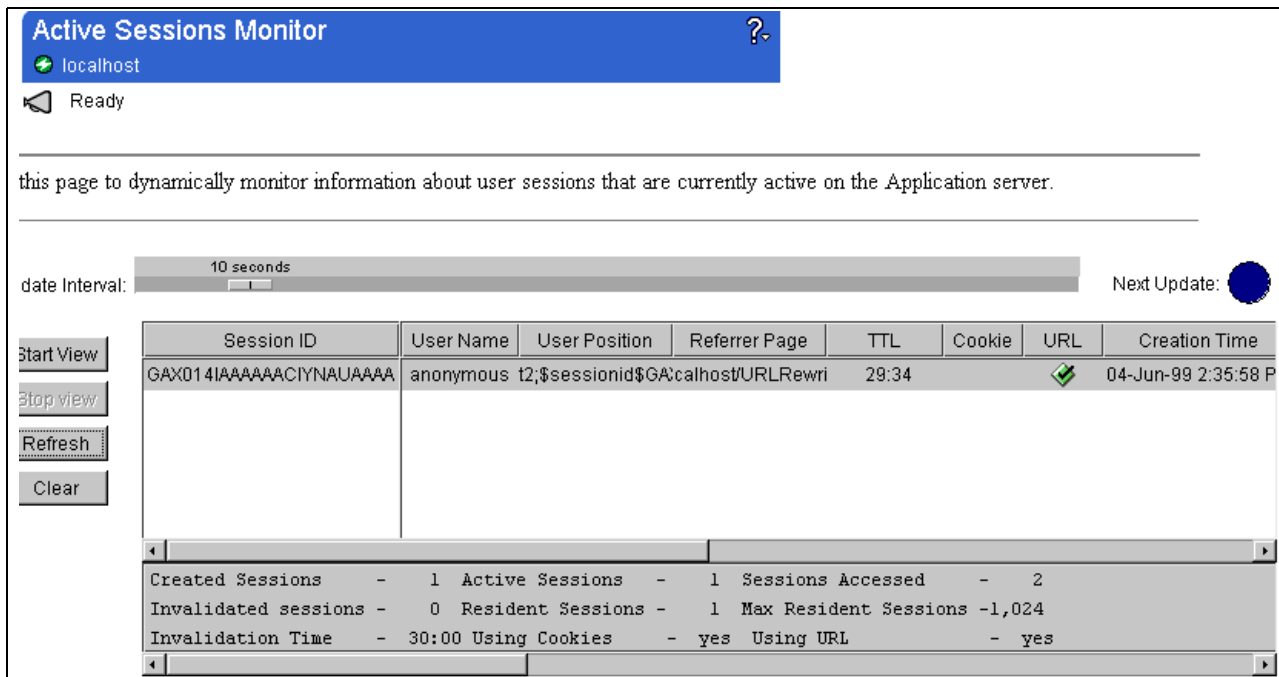 Active Sessions Monitor
localhost
Ready
this page to dynamically monitor information about user sessions that are currently active on the Application server.
10 seconds
date Interval:
Next Update:
Start View
Stop view
Refresh
Clear
Session ID User Name User Position Referrer Page TTL Cookie URL Creation Time
GAX014IAAAAAACIYNAUAAAA anonymous t2;$sessionid$GA calhost/URLRewri 29:34 04-Jun-99 2:35:58 P
Created Sessions - 1 Active Sessions - 1 Sessions Accessed - 2
Invalidated sessions - 0 Resident Sessions - 1 Max Resident Sessions -1,024
Invalidation Time - 30:00 Using Cookies - yes Using URL - yes